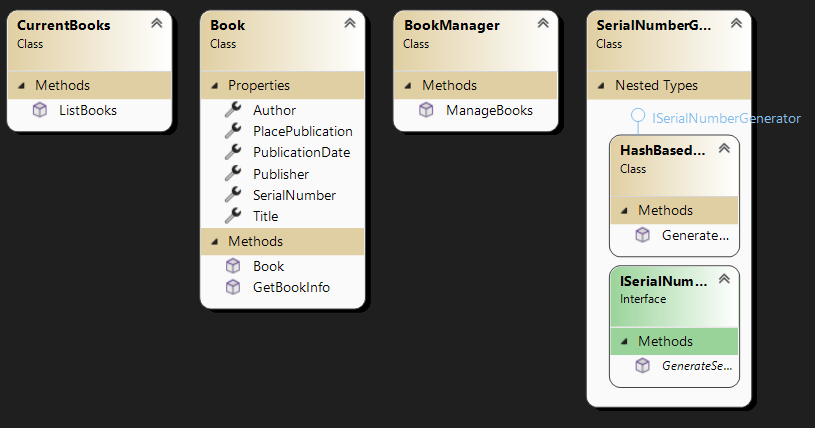 CurrentBooks
Class
Methods
ListBooks
Book
Class
Properties
Author
PlacePublication
PublicationDate
Publisher
SerialNumber
Title
Methods
Book
GetBookInfo
BookManager
Class
Methods
ManageBooks
SerialNumberG...
Class
Nested Types
ISerialNumberGenerator
HashBased...
Class
Methods
Generate...
ISerialNum...
Interface
Methods
GenerateSe...